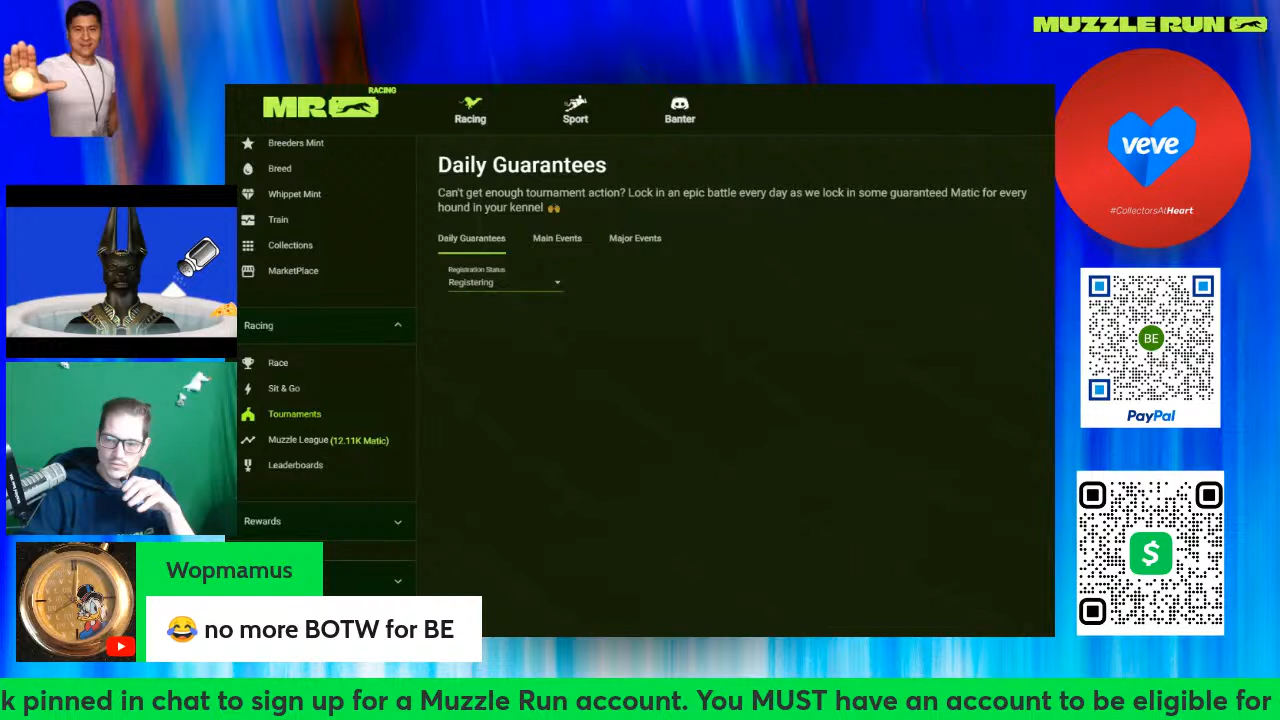 MUZZLE RUN
MR RACING
Racing
Sport
Banter
Breeders Mint
Breed
Whippet Mint
Train
Collections
MarketPlace
Racing
Race
Sit & Go
Tournaments
Muzzle League (12.11K Matic)
Leaderboards
Rewards
Daily Guarantees
Can't get enough tournament action? Lock in an epic battle every day as we lock in some guaranteed Matic for every
hound in your kennel 🙌
Daily Guarantees
Main Events
Major Events
Registration Status
Registering
veve
#CollectorsAtHeart
BE
PayPal
$
Wopmamus
😂 no more BOTW for BE
k pinned in chat to sign up for a Muzzle Run account. You MUST have an account to be eligible for